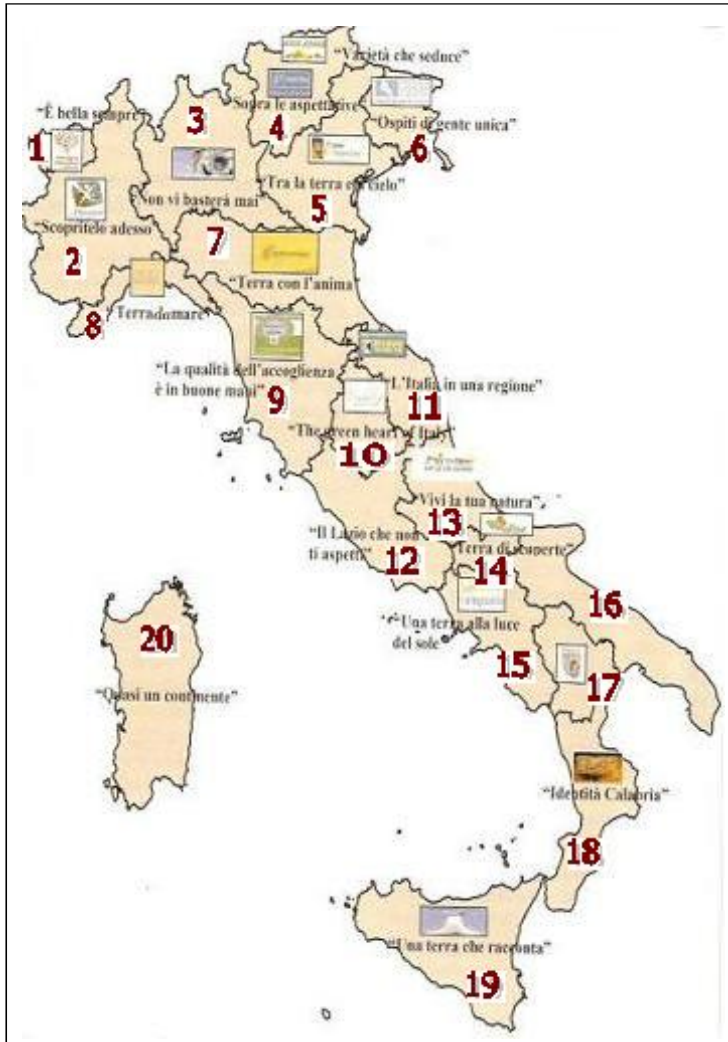 "Varietà che seduce"
"È bella sempre"
3
"Sopra le aspettative
4
"Ospiti di gente unica"
6
1
"Tra la terra e il cielo"
"Non vi basterà mai"
5
"Scopritelo adesso
2
7
"Terra con l'anima"
8
" Terradamare"
"La qualità dell'accoglienza
è in buone mani"
9
"L'Italia in una regione"
11
"The green heart of Italy"
10
"Vivi la tua natura"
13
"Il Lazio che non
ti aspetti"
12
Terra di scoperte"
14
16
"Una terra alla luce
del sole
15
17
20
"Quasi un continente"
"Identità Calabria"
18
"Una terra che racconta"
19